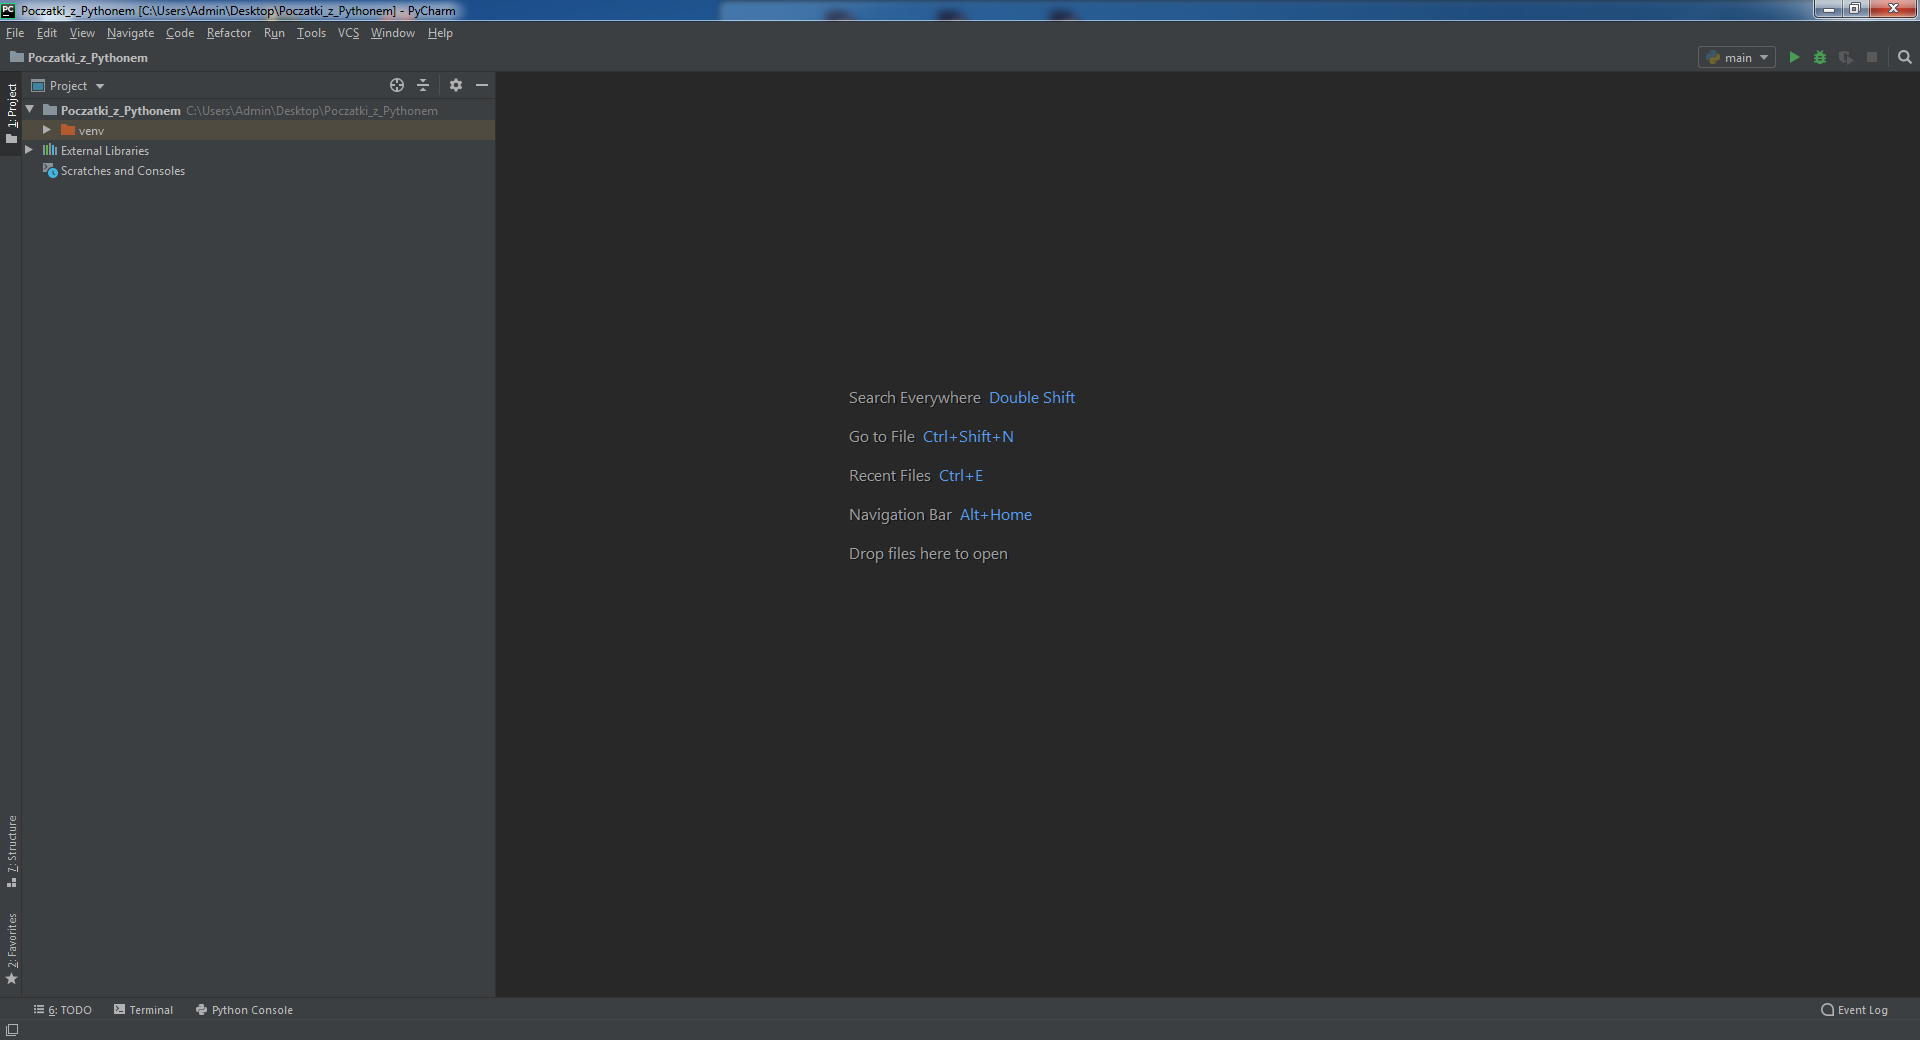 PC Poczatki_z_Pythonem [C:\Users\Admin\Desktop\Poczatki_z_Pythonem] - PyCharm
File Edit View Navigate Code Refactor Run Tools VCS Window Help
Poczatki_z_Pythonem
main
1: Project
Project
Poczatki_z_Pythonem C:\Users\Admin\Desktop\Poczatki_z_Pythonem
venv
External Libraries
Scratches and Consoles
Search Everywhere Double Shift
Go to File Ctrl+Shift+N
Recent Files Ctrl+E
Navigation Bar Alt+Home
Drop files here to open
7: Structure
2: Favorites
6: TODO Terminal Python Console Event Log